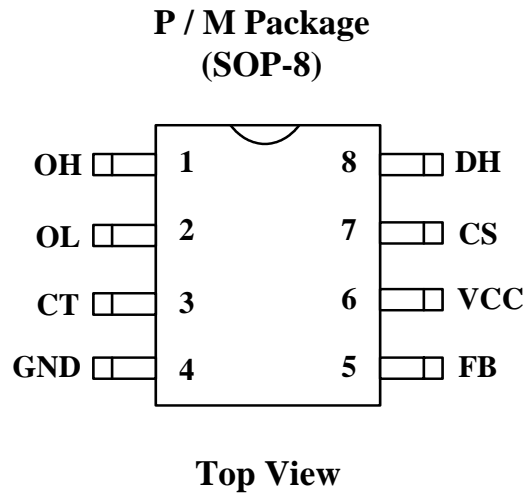 P / M Package
(SOP-8)
OH 1 8 DH
OL 2 7 CS
CT 3 6 VCC
GND 4 5 FB
Top View